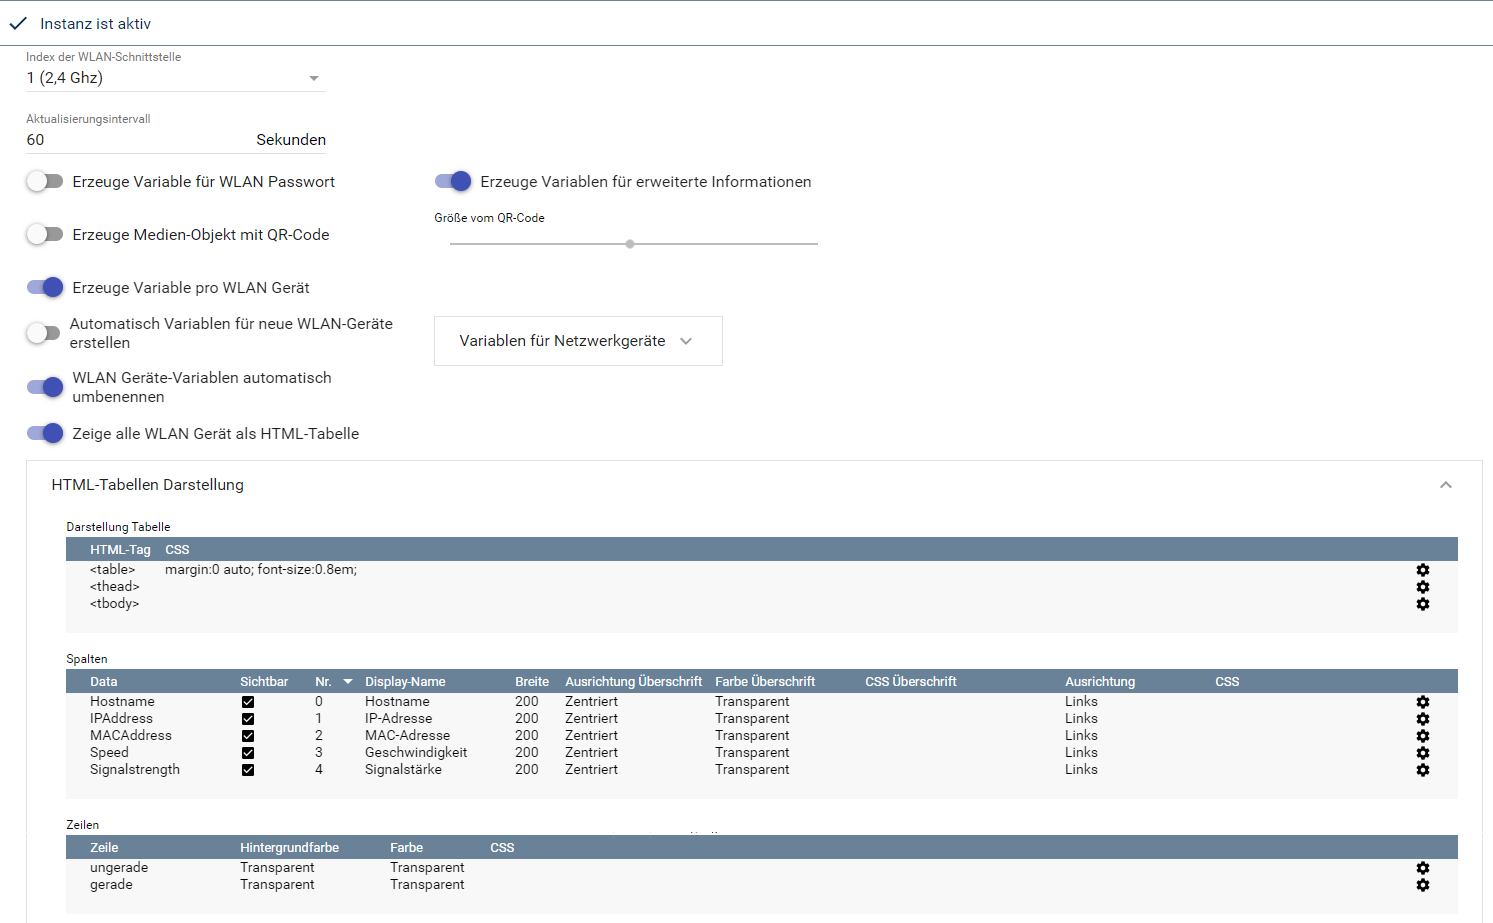 Instanz ist aktiv
Index der WLAN-Schnittstelle
1 (2,4 Ghz)
Aktualisierungsintervall
60 Sekunden
Erzeuge Variable für WLAN Passwort
Erzeuge Variablen für erweiterte Informationen
Größe vom QR-Code
Erzeuge Medien-Objekt mit QR-Code
Erzeuge Variable pro WLAN Gerät
Automatisch Variablen für neue WLAN-Geräte
erstellen
Variablen für Netzwerkgeräte
WLAN Geräte-Variablen automatisch
umbenennen
Zeige alle WLAN Gerät als HTML-Tabelle
HTML-Tabellen Darstellung
Darstellung Tabelle
HTML-Tag CSS
<table> margin:0 auto; font-size:0.8em;
<thead>
<tbody>
Spalten
Data Sichtbar Nr. Display-Name Breite Ausrichtung Überschrift Farbe Überschrift CSS Überschrift Ausrichtung CSS
Hostname 0 Hostname 200 Zentriert Transparent Links
IPAddress 1 IP-Adresse 200 Zentriert Transparent Links
MACAddress 2 MAC-Adresse 200 Zentriert Transparent Links
Speed 3 Geschwindigkeit 200 Zentriert Transparent Links
Signalstrength 4 Signalstärke 200 Zentriert Transparent Links
Zeilen
Zeile Hintergrundfarbe Farbe CSS
ungerade Transparent Transparent
gerade Transparent Transparent